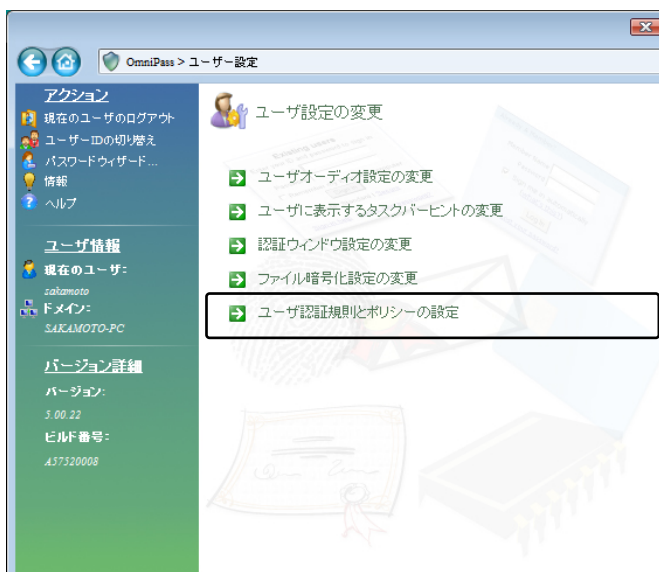 OmniPass > ユーザー設定
アクション
現在のユーザのログアウト
ユーザーIDの切り替え
パスワードウィザード...
情報
ヘルプ
ユーザ情報
現在のユーザ:
sakamoto
ドメイン:
SAKAMOTO-PC
バージョン詳細
バージョン:
5.00.22
ビルド番号:
A57520008
ユーザ設定の変更
ユーザオーディオ設定の変更
ユーザに表示するタスクバーヒントの変更
認証ウィンドウ設定の変更
ファイル暗号化設定の変更
ユーザ認証規則とポリシーの設定